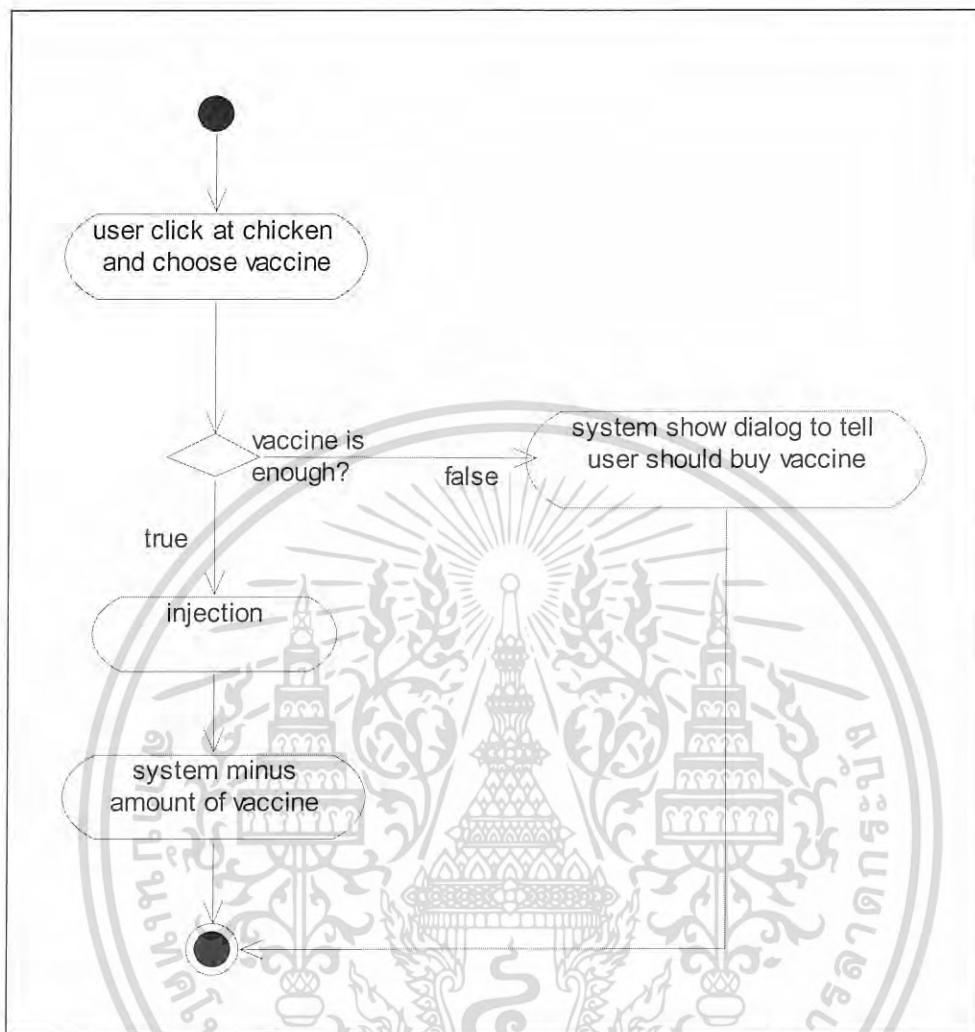 user click at chicken
and choose vaccine
vaccine is
enough?
false
system show dialog to tell
user should buy vaccine
true
injection
system minus
amount of vaccine